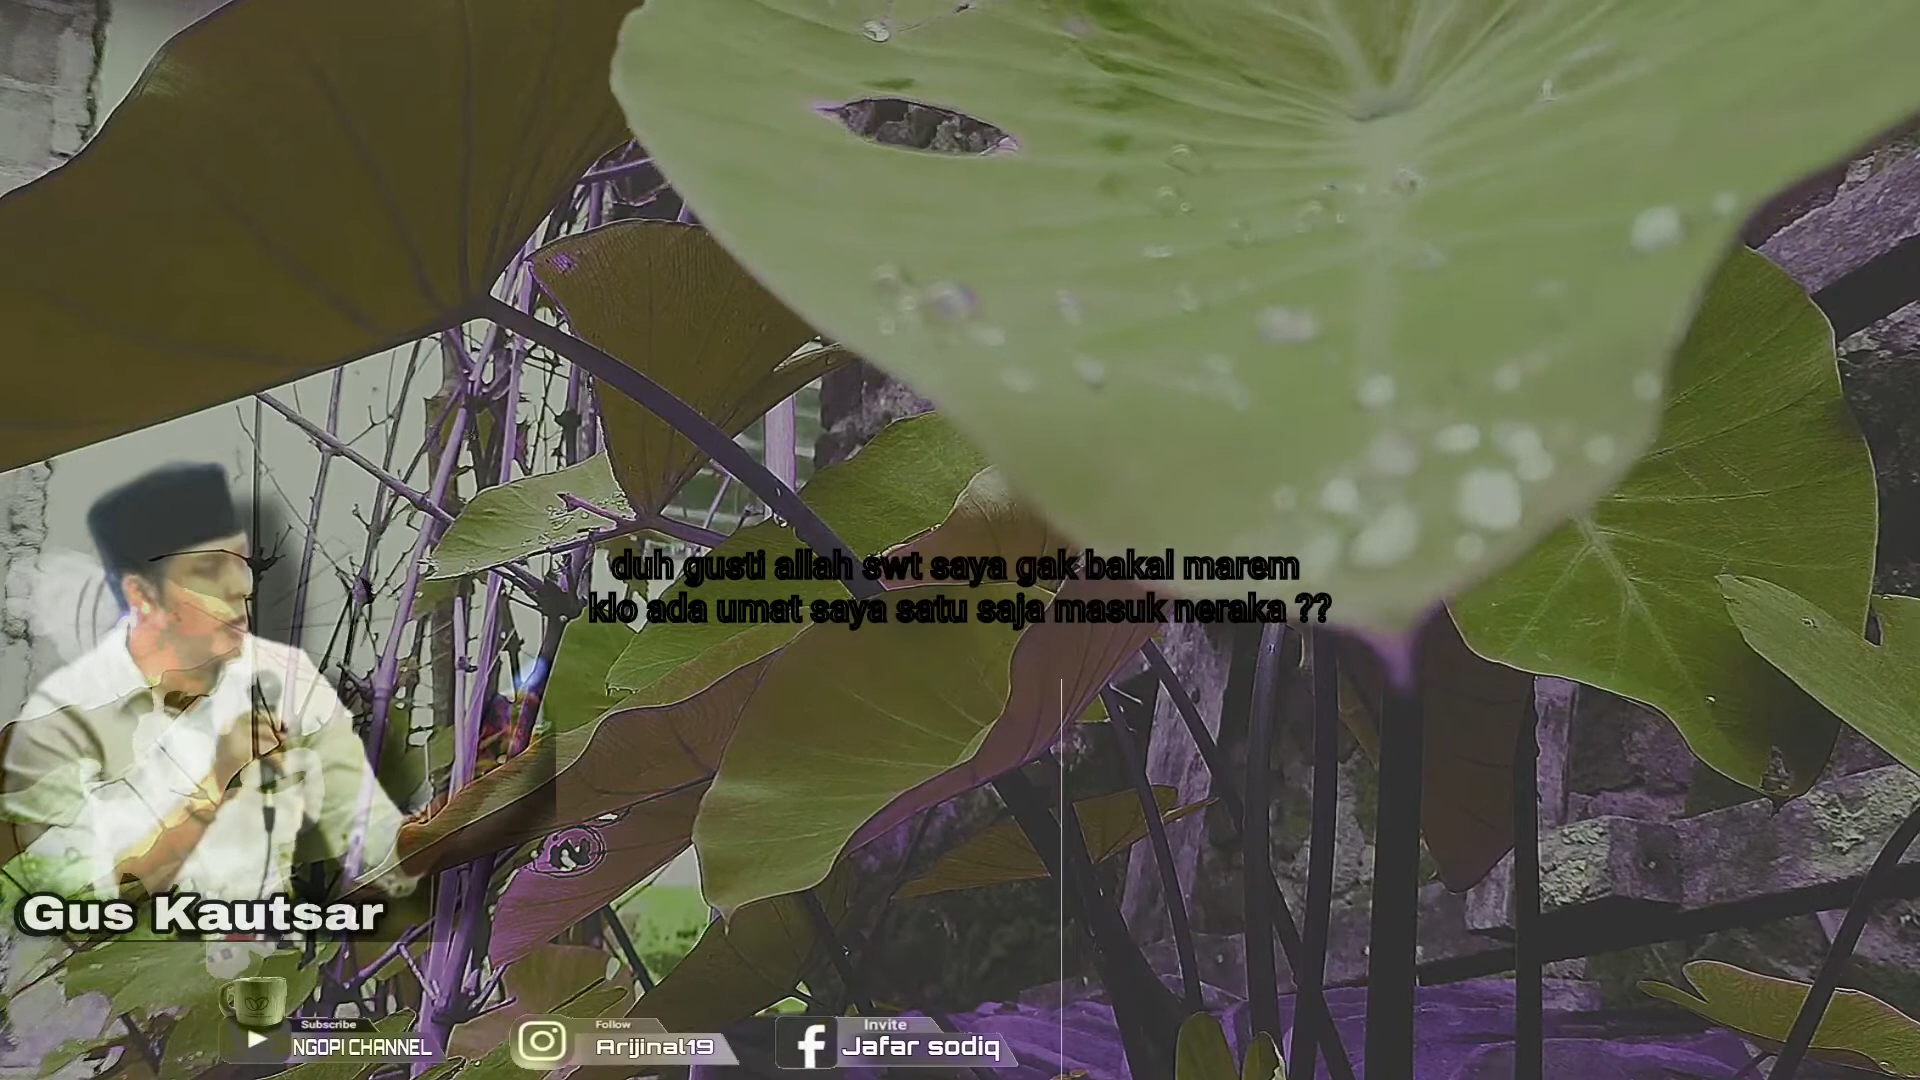 duh gusti allah swt saya gak bakal marem
klo ada umat saya satu saja masuk neraka ??
Gus Kautsar
Subscribe
NGOPI CHANNEL
Follow
Arijinal19
Invite
Jafar sodiq